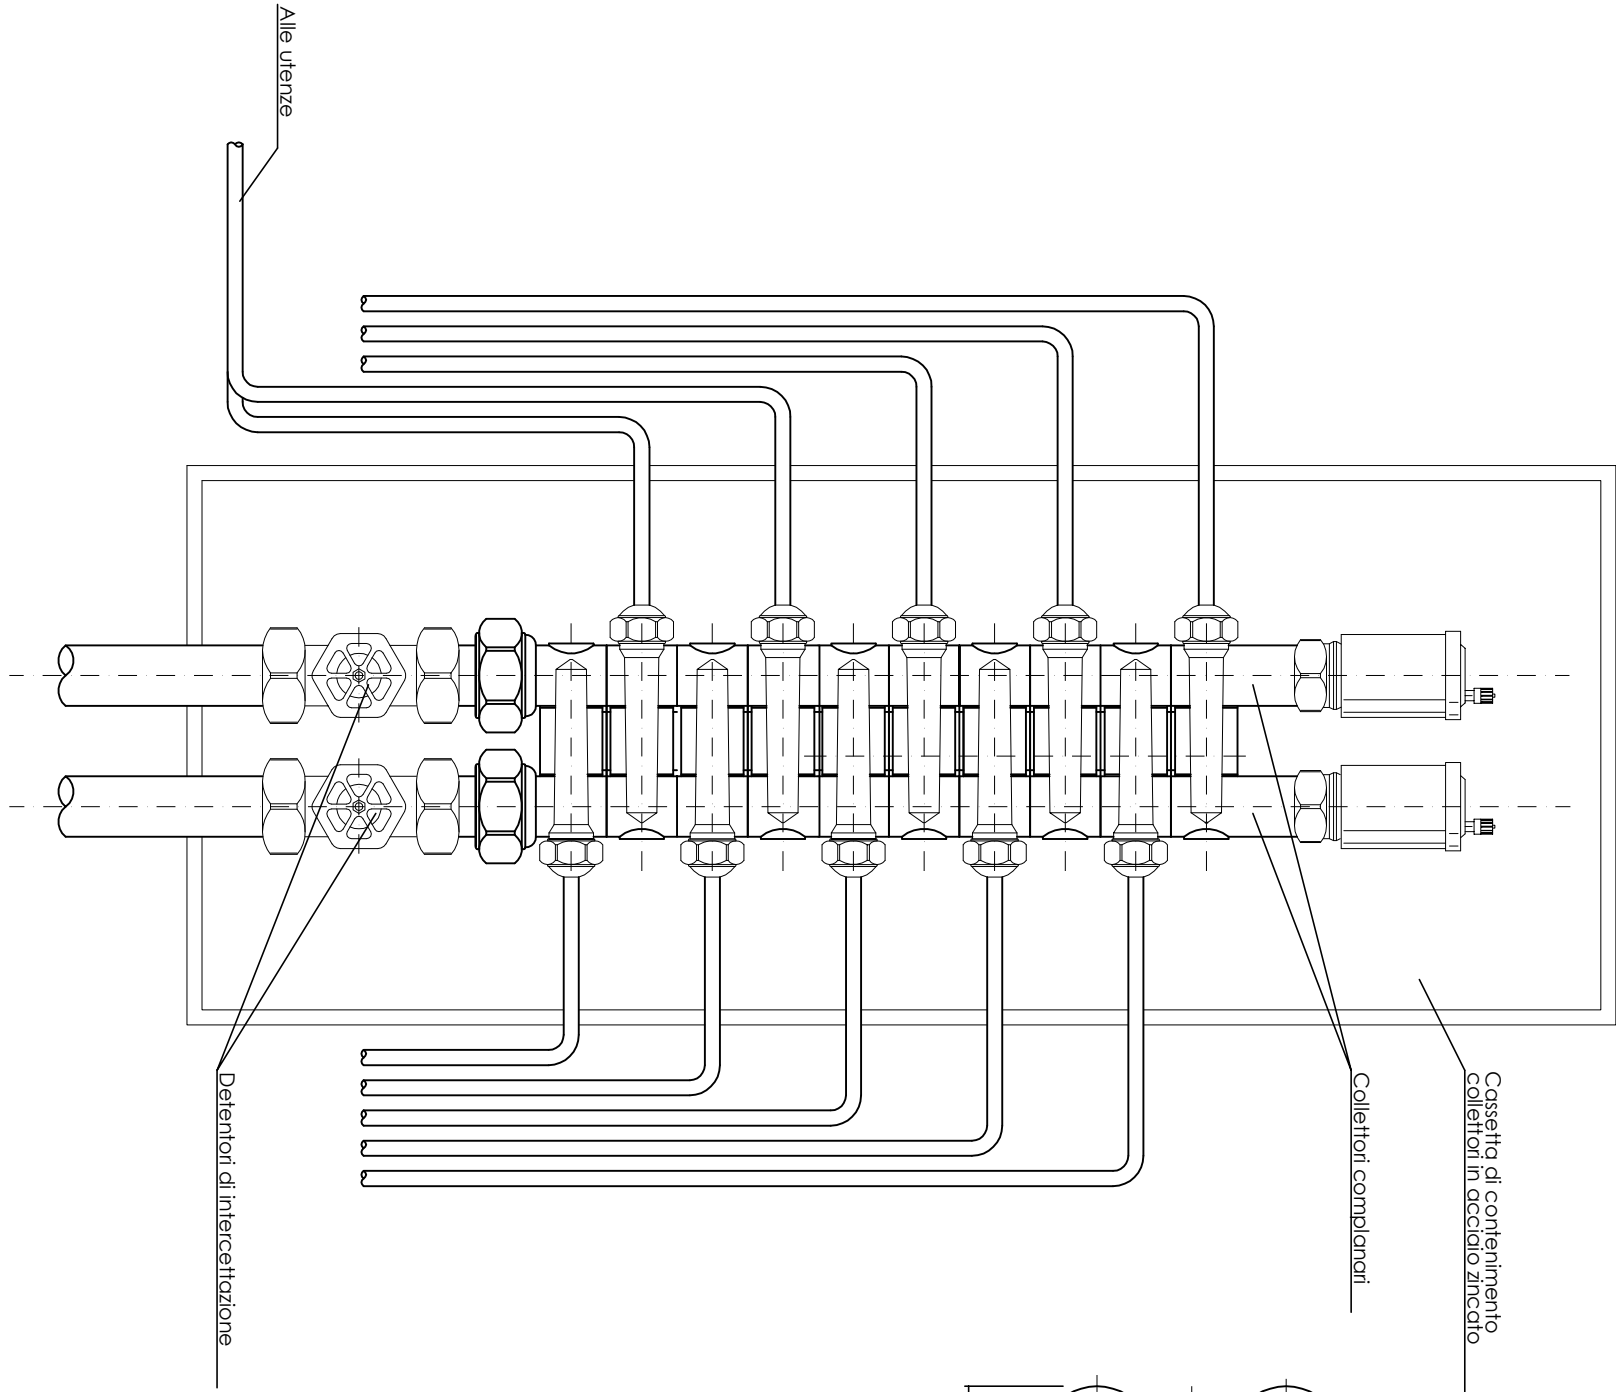 Alle utenze
Cassetta di contenimento
collettori in acciaio zincato
Collettori complanari
Detentori di intercettazione